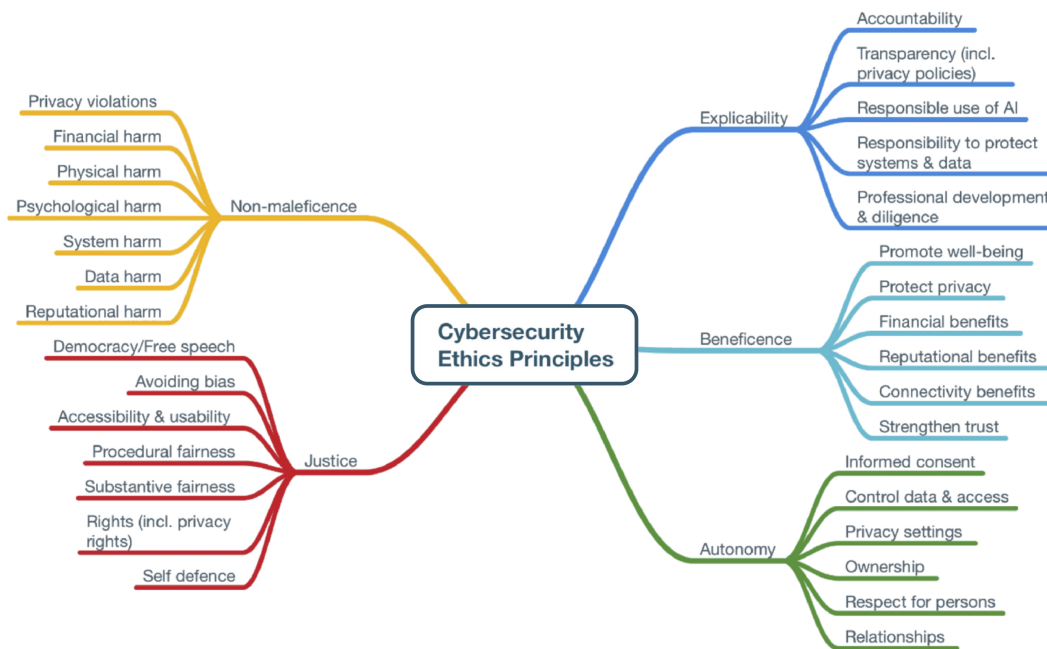 Cybersecurity
Ethics Principles
Explicability
Accountability
Transparency (incl.
privacy policies)
Responsible use of AI
Responsibility to protect
systems & data
Professional development
& diligence
Beneficence
Promote well-being
Protect privacy
Financial benefits
Reputational benefits
Connectivity benefits
Strengthen trust
Autonomy
Informed consent
Control data & access
Privacy settings
Ownership
Respect for persons
Relationships
Non-maleficence
Privacy violations
Financial harm
Physical harm
Psychological harm
System harm
Data harm
Reputational harm
Justice
Democracy/Free speech
Avoiding bias
Accessibility & usability
Procedural fairness
Substantive fairness
Rights (incl. privacy
rights)
Self defence